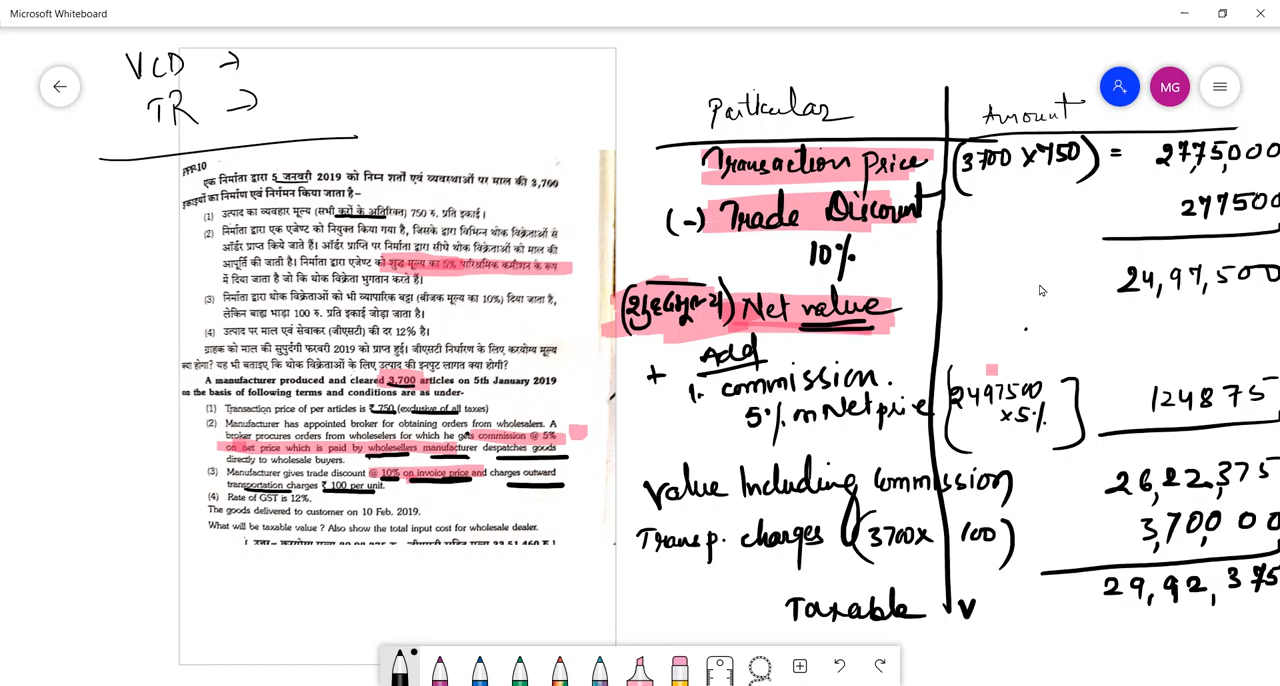 Microsoft Whiteboard
MG
VCD →
TR →
PPR10
एक निर्माता द्वारा 5 जनवरी 2019 को निम्न शर्तो एवं व्यवस्थाओं पर माल की 3,700
इकाइयों का निर्माण एवं निर्गमन किया जाता है-
(1) उत्पाद का व्यवहार मूल्य (सभी करों के अतिरिक्त) 750 रु. प्रति इकाई।
(2) निर्माता द्वारा एक एजेण्ट को नियुक्त किया गया है, जिसके द्वारा विभिन्न थोक विक्रेताओं से
ऑर्डर प्राप्त किये जाते हैं। ऑर्डर प्राप्ति पर निर्माता द्वारा सीधे थोक विक्रेताओं को माल की
आपूर्ति की जाती है। निर्माता द्वारा एजेण्ट को शुद्ध मूल्य का 5% पारिश्रमिक कमीशन के रूप
में दिया जाता है जो कि थोक विक्रेता भुगतान करते हैं।
(3) निर्माता द्वारा थोक विक्रेताओं को भी व्यापारिक बट्टा (बीजक मूल्य का 10%) दिया जाता है,
लेकिन बाह्य भाड़ा 100 रु. प्रति इकाई जोड़ा जाता है।
(4) उत्पाद पर माल एवं सेवाकर (जीएसटी) की दर 12% है।
ग्राहक को माल की सुपुर्दगी फरवरी 2019 को प्राप्त हुई। जीएसटी निर्धारण के लिए करयोग्य मूल्य
क्या होगा? यह भी बताइए कि थोक विक्रेताओं के लिए उत्पाद की इनपुट लागत क्या होगी?
A manufacturer produced and cleared 3,700 articles on 5th January 2019
on the basis of following terms and conditions are as under-
(1) Transaction price of per articles is ₹ 750 (exclusive of all taxes)
(2) Manufacturer has appointed broker for obtaining orders from wholesalers. A
broker procures orders from wholeselers for which he gets commission @ 5%
on net price which is paid by wholesellers manufacturer despatches goods
directly to wholesale buyers.
(3) Manufacturer gives trade discount @ 10% on invoice price and charges outward
transportation charges ₹ 100 per unit.
(4) Rate of GST is 12%.
The goods delivered to customer on 10 Feb. 2019.
What will be taxable value ? Also show the total input cost for wholesale dealer.
Particular Amount
Transaction Price (3700 × 750) = 2775,000
(-) Trade Discount 277500
10%
24,97,500
(शुद्ध मूल्य) Net value
Add
+ 1. commission. [2497500 × 5%] 124875
5% on Net price
Value Including Commission 26,22,375
Transp. charges (3700 × 100) 3,70,000
29,92,375
Taxable V